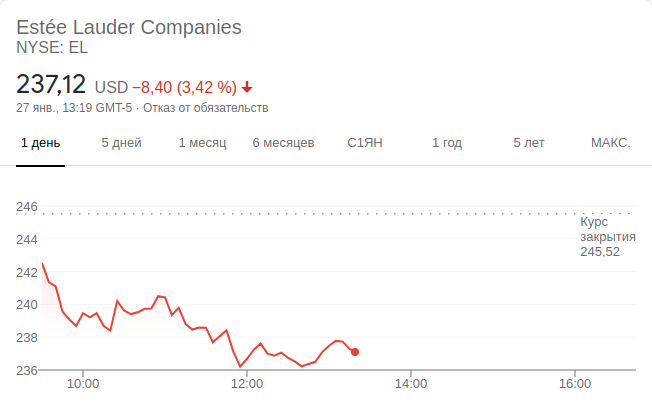 Estée Lauder Companies
NYSE: EL
237,12 USD −8,40 (3,42 %)
27 янв., 13:19 GMT-5 · Отказ от обязательств
1 день 5 дней 1 месяц 6 месяцев С1ЯН 1 год 5 лет МАКС.
246
Курс
закрытия
245,52
244
242
240
238
236
10:00 12:00 14:00 16:00